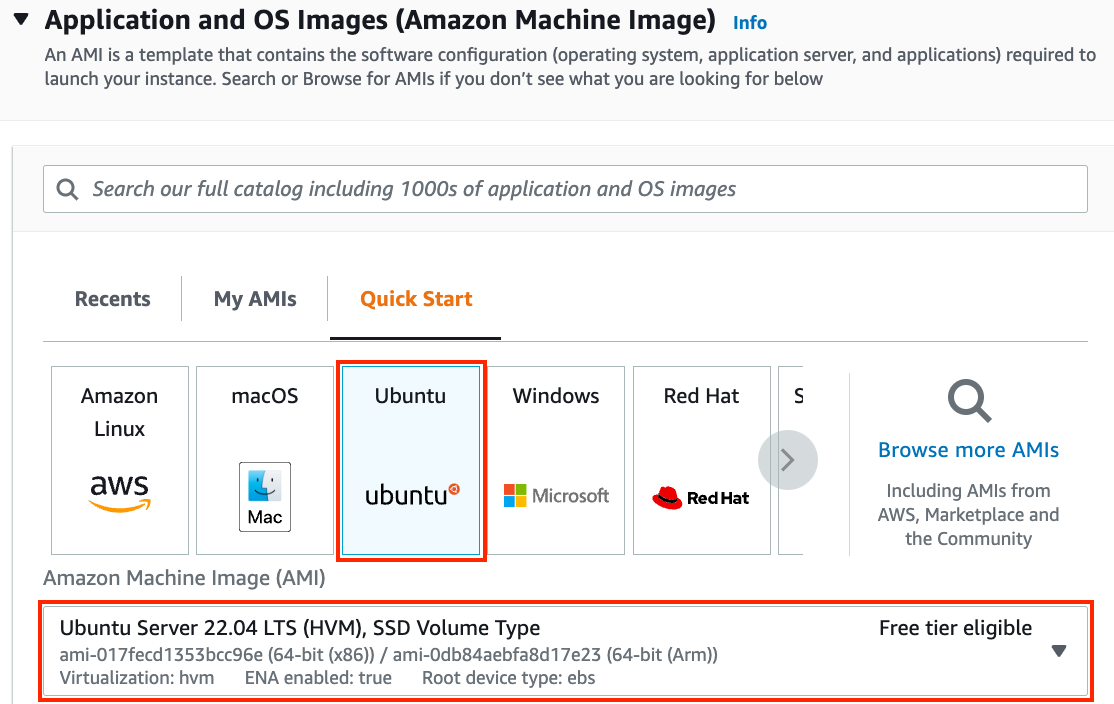 Application and OS Images (Amazon Machine Image) Info
An AMI is a template that contains the software configuration (operating system, application server, and applications) required to
launch your instance. Search or Browse for AMIs if you don’t see what you are looking for below
Search our full catalog including 1000s of application and OS images
Recents
My AMIs
Quick Start
Amazon
Linux
aws
macOS
Mac
Ubuntu
ubuntu
Windows
Microsoft
Red Hat
Red Hat
S
Browse more AMIs
Including AMIs from
AWS, Marketplace and
the Community
Amazon Machine Image (AMI)
Ubuntu Server 22.04 LTS (HVM), SSD Volume Type
Free tier eligible
ami-017fecd1353bcc96e (64-bit (x86)) / ami-0db84aebfa8d17e23 (64-bit (Arm))
Virtualization: hvm ENA enabled: true Root device type: ebs